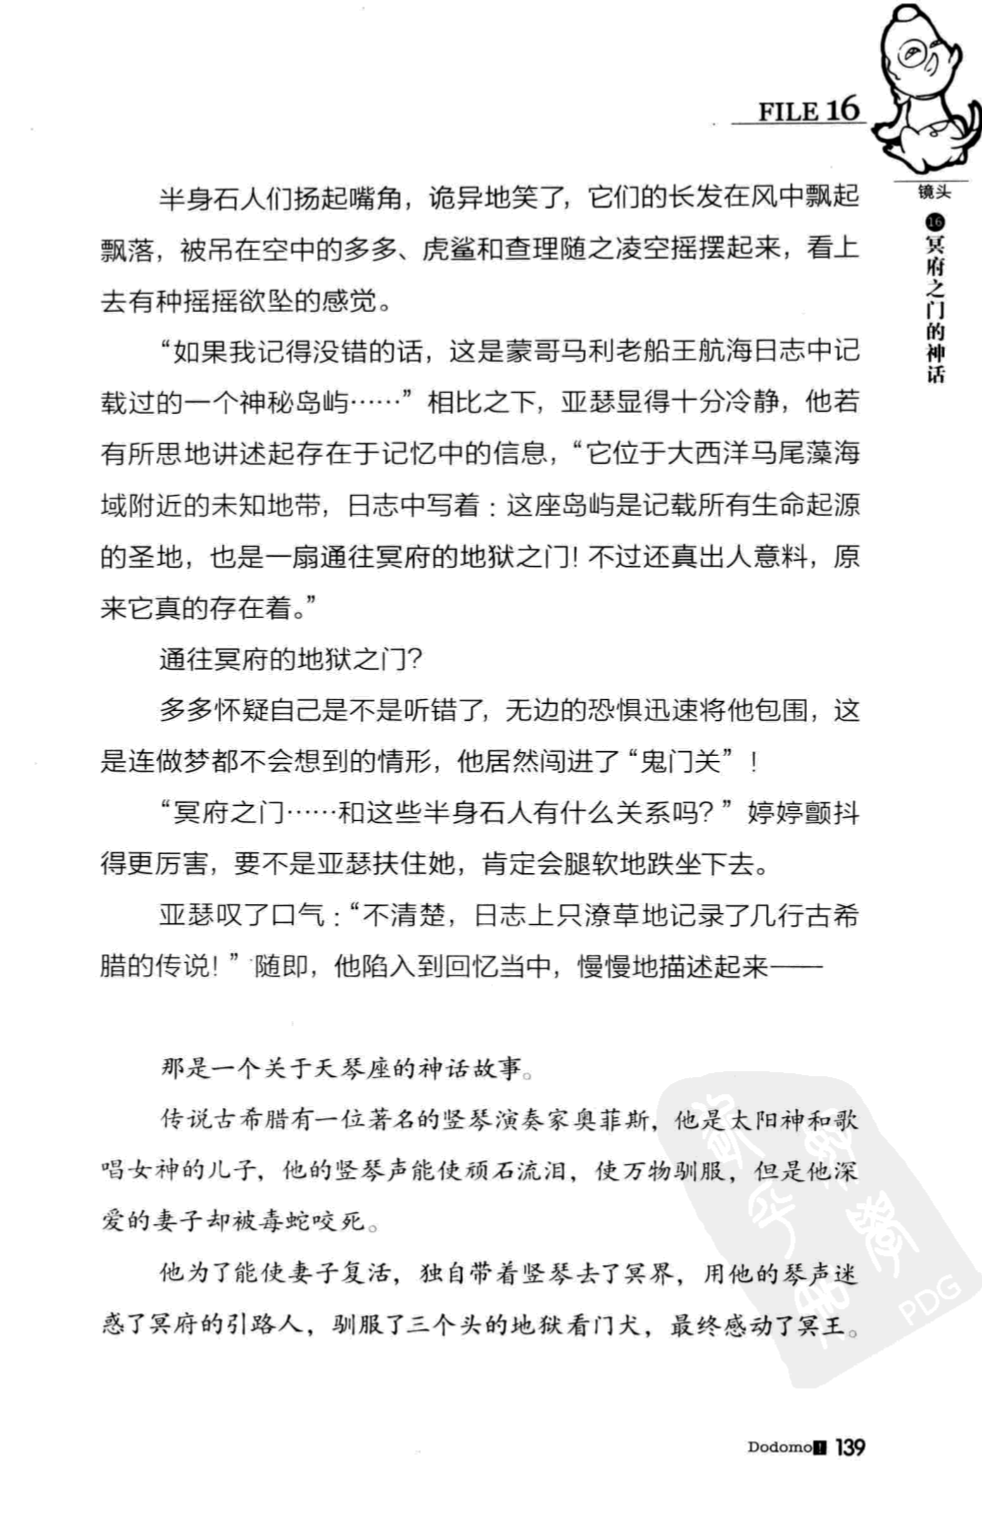 FILE 16
镜头
⑯冥府之门的神话
半身石人们扬起嘴角，诡异地笑了，它们的长发在风中飘起
飘落，被吊在空中的多多、虎鲨和查理随之凌空摇摆起来，看上
去有种摇摇欲坠的感觉。
“如果我记得没错的话，这是蒙哥马利老船王航海日志中记
载过的一个神秘岛屿……”相比之下，亚瑟显得十分冷静，他若
有所思地讲述起存在于记忆中的信息，“它位于大西洋马尾藻海
域附近的未知地带，日志中写着：这座岛屿是记载所有生命起源
的圣地，也是一扇通往冥府的地狱之门！不过还真出人意料，原
来它真的存在着。”
通往冥府的地狱之门？
多多怀疑自己是不是听错了，无边的恐惧迅速将他包围，这
是连做梦都不会想到的情形，他居然闯进了“鬼门关”！
“冥府之门……和这些半身石人有什么关系吗？”婷婷颤抖
得更厉害，要不是亚瑟扶住她，肯定会腿软地跌坐下去。
亚瑟叹了口气：“不清楚，日志上只潦草地记录了几行古希
腊的传说！”随即，他陷入到回忆当中，慢慢地描述起来——
那是一个关于天琴座的神话故事。
传说古希腊有一位著名的竖琴演奏家奥菲斯，他是太阳神和歌
唱女神的儿子，他的竖琴声能使顽石流泪，使万物驯服，但是他深
爱的妻子却被毒蛇咬死。
他为了能使妻子复活，独自带着竖琴去了冥界，用他的琴声迷
惑了冥府的引路人，驯服了三个头的地狱看门犬，最终感动了冥王。
PDG
Dodomo! 139